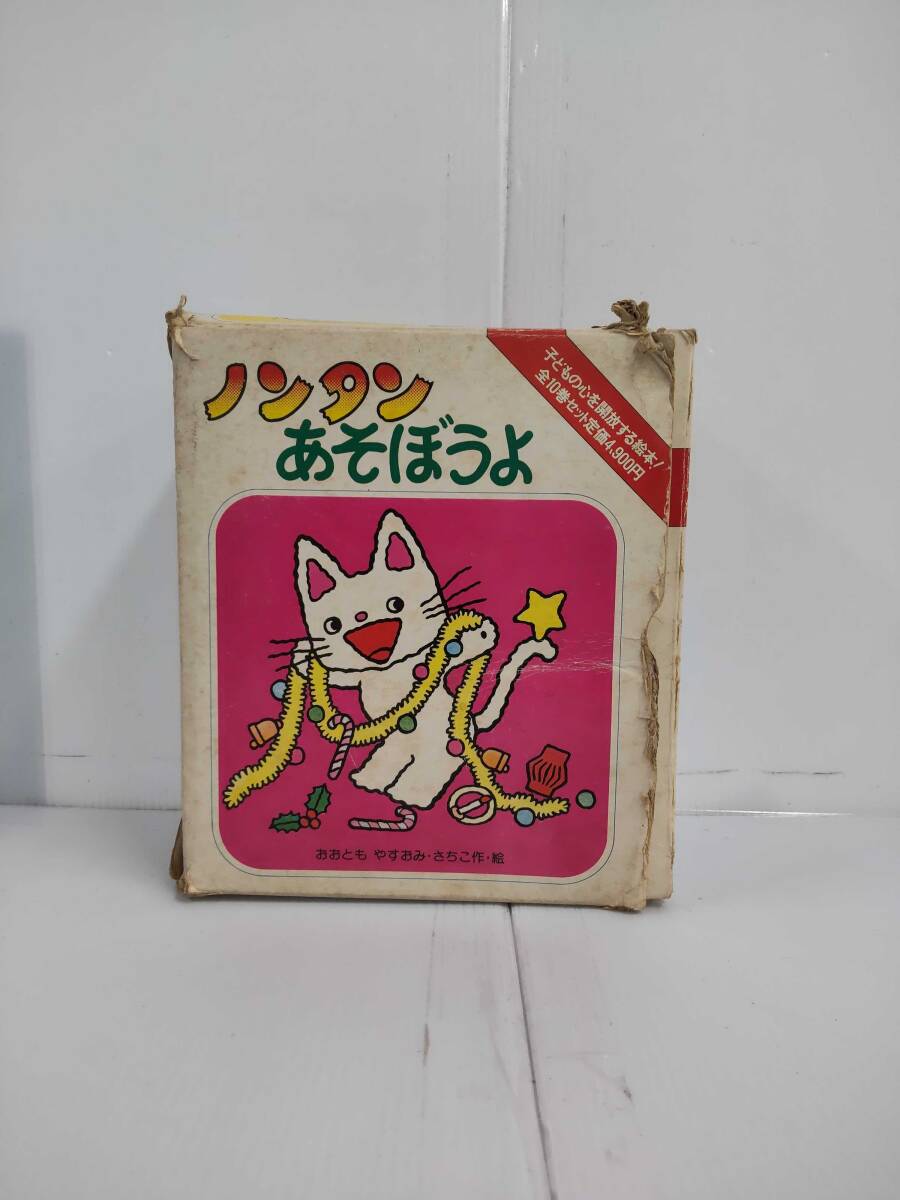 ノンタン
あそぼうよ
子どもの心を開放する絵本!
全10巻セット定価4,900円
おおとも やすおみ・さちこ作・絵